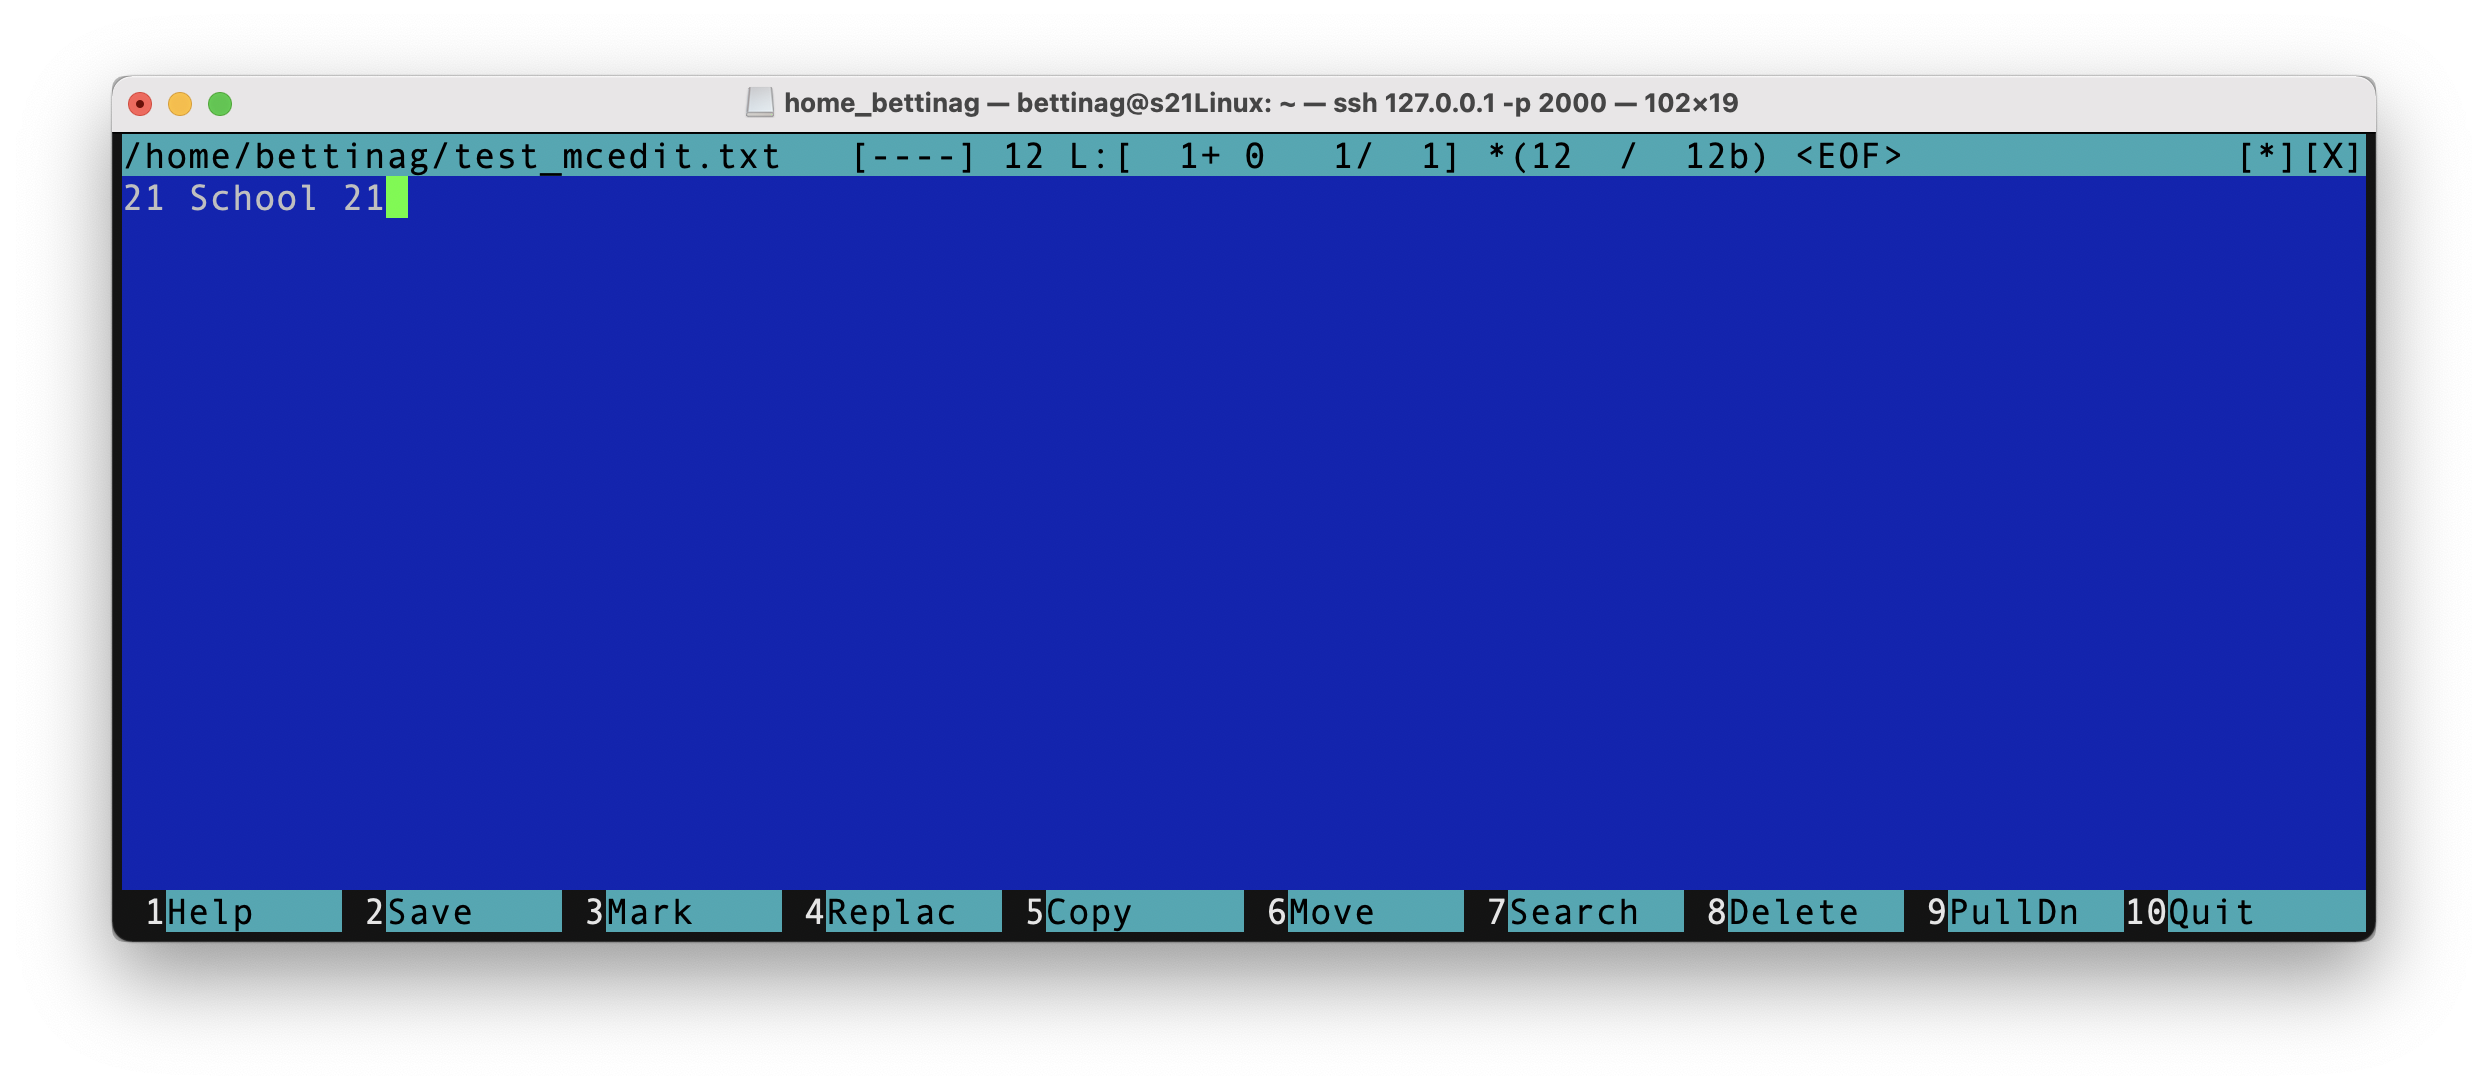 home_bettinag — bettinag@s21Linux: ~ — ssh 127.0.0.1 -p 2000 — 102×19
/home/bettinag/test_mcedit.txt   [----] 12 L:[  1+ 0   1/  1] *(12  /  12b) <EOF>               [*][X]
21 School 21
1Help 2Save 3Mark 4Replac 5Copy 6Move 7Search 8Delete 9PullDn 10Quit